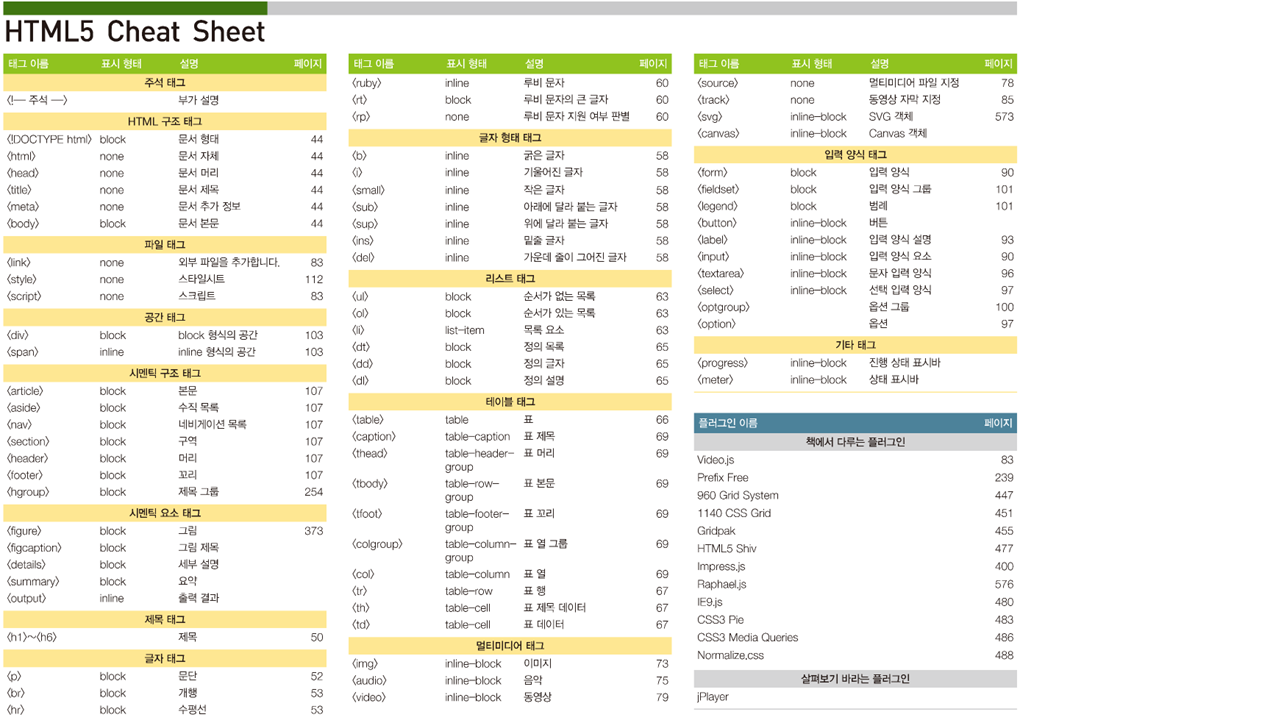 HTML5 Cheat Sheet
태그 이름 표시 형태 설명 페이지
주석 태그
<!— 주석 —> 부가 설명
HTML 구조 태그
<!DOCTYPE html> block 문서 형태 44
<html> none 문서 자체 44
<head> none 문서 머리 44
<title> none 문서 제목 44
<meta> none 문서 추가 정보 44
<body> block 문서 본문 44
파일 태그
<link> none 외부 파일을 추가합니다. 83
<style> none 스타일시트 112
<script> none 스크립트 83
공간 태그
<div> block block 형식의 공간 103
<span> inline inline 형식의 공간 103
시멘틱 구조 태그
<article> block 본문 107
<aside> block 수직 목록 107
<nav> block 네비게이션 목록 107
<section> block 구역 107
<header> block 머리 107
<footer> block 꼬리 107
<hgroup> block 제목 그룹 254
시멘틱 요소 태그
<figure> block 그림 373
<figcaption> block 그림 제목
<details> block 세부 설명
<summary> block 요약
<output> inline 출력 결과
제목 태그
<h1>~<h6> 제목 50
글자 태그
<p> block 문단 52
<br> block 개행 53
<hr> block 수평선 53
태그 이름 표시 형태 설명 페이지
<ruby> inline 루비 문자 60
<rt> block 루비 문자의 큰 글자 60
<rp> none 루비 문자 지원 여부 판별 60
글자 형태 태그
<b> inline 굵은 글자 58
<i> inline 기울어진 글자 58
<small> inline 작은 글자 58
<sub> inline 아래에 달라 붙는 글자 58
<sup> inline 위에 달라 붙는 글자 58
<ins> inline 밑줄 글자 58
<del> inline 가운데 줄이 그어진 글자 58
리스트 태그
<ul> block 순서가 없는 목록 63
<ol> block 순서가 있는 목록 63
<li> list-item 목록 요소 63
<dt> block 정의 목록 65
<dd> block 정의 글자 65
<dl> block 정의 설명 65
테이블 태그
<table> table 표 66
<caption> table-caption 표 제목 69
<thead> table-header- 표 머리 69
group
<tbody> table-row- 표 본문 69
group
<tfoot> table-footer- 표 꼬리 69
group
<colgroup> table-column- 표 열 그룹 69
group
<col> table-column 표 열 69
<tr> table-row 표 행 67
<th> table-cell 표 제목 데이터 67
<td> table-cell 표 데이터 67
멀티미디어 태그
<img> inline-block 이미지 73
<audio> inline-block 음악 75
<video> inline-block 동영상 79
태그 이름 표시 형태 설명 페이지
<source> none 멀티미디어 파일 지정 78
<track> none 동영상 자막 지정 85
<svg> inline-block SVG 객체 573
<canvas> inline-block Canvas 객체
입력 양식 태그
<form> block 입력 양식 90
<fieldset> block 입력 양식 그룹 101
<legend> block 범례 101
<button> inline-block 버튼
<label> inline-block 입력 양식 설명 93
<input> inline-block 입력 양식 요소 90
<textarea> inline-block 문자 입력 양식 96
<select> inline-block 선택 입력 양식 97
<optgroup> 옵션 그룹 100
<option> 옵션 97
기타 태그
<progress> inline-block 진행 상태 표시바
<meter> inline-block 상태 표시바
플러그인 이름 페이지
책에서 다루는 플러그인
Video.js 83
Prefix Free 239
960 Grid System 447
1140 CSS Grid 451
Gridpak 455
HTML5 Shiv 477
Impress.js 400
Raphael.js 576
IE9.js 480
CSS3 Pie 483
CSS3 Media Queries 486
Normalize.css 488
살펴보기 바라는 플러그인
jPlayer